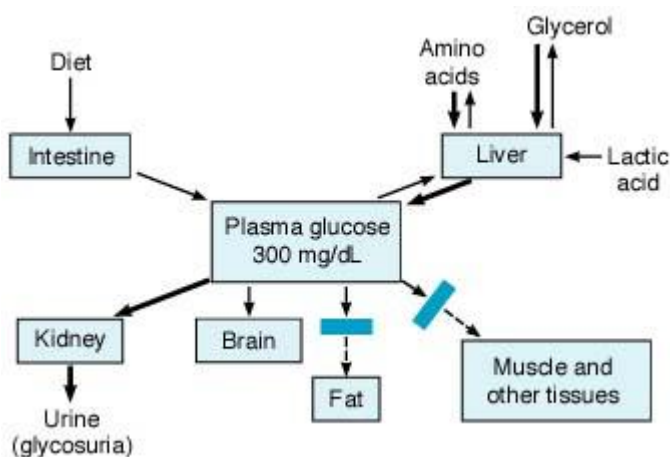 Diet
Intestine
Amino
acids
Glycerol
Liver
Lactic
acid
Plasma glucose
300 mg/dL
Kidney
Urine
(glycosuria)
Brain
Fat
Muscle and
other tissues